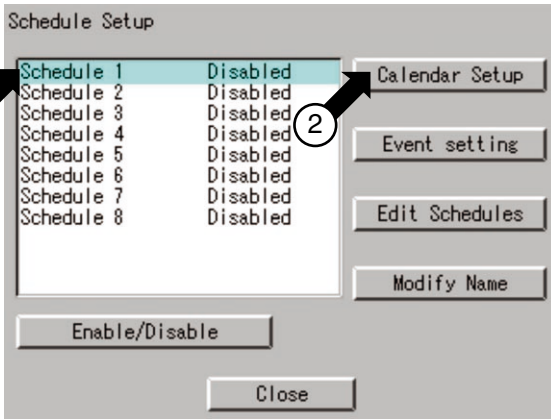 Schedule Setup
Schedule 1 Disabled
Schedule 2 Disabled
Schedule 3 Disabled
Schedule 4 Disabled
Schedule 5 Disabled
Schedule 6 Disabled
Schedule 7 Disabled
Schedule 8 Disabled
2
Calendar Setup
Event setting
Edit Schedules
Modify Name
Enable/Disable
Close